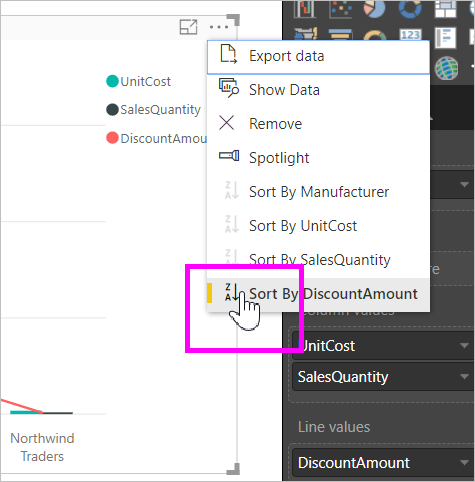 UnitCost
SalesQuantity
DiscountAmou
Export data
Show Data
Remove
Spotlight
Sort By Manufacturer
Sort By UnitCost
Sort By SalesQuantity
Sort By DiscountAmount
Northwind
Traders
123
re
Column values
UnitCost
SalesQuantity
Line values
DiscountAmount